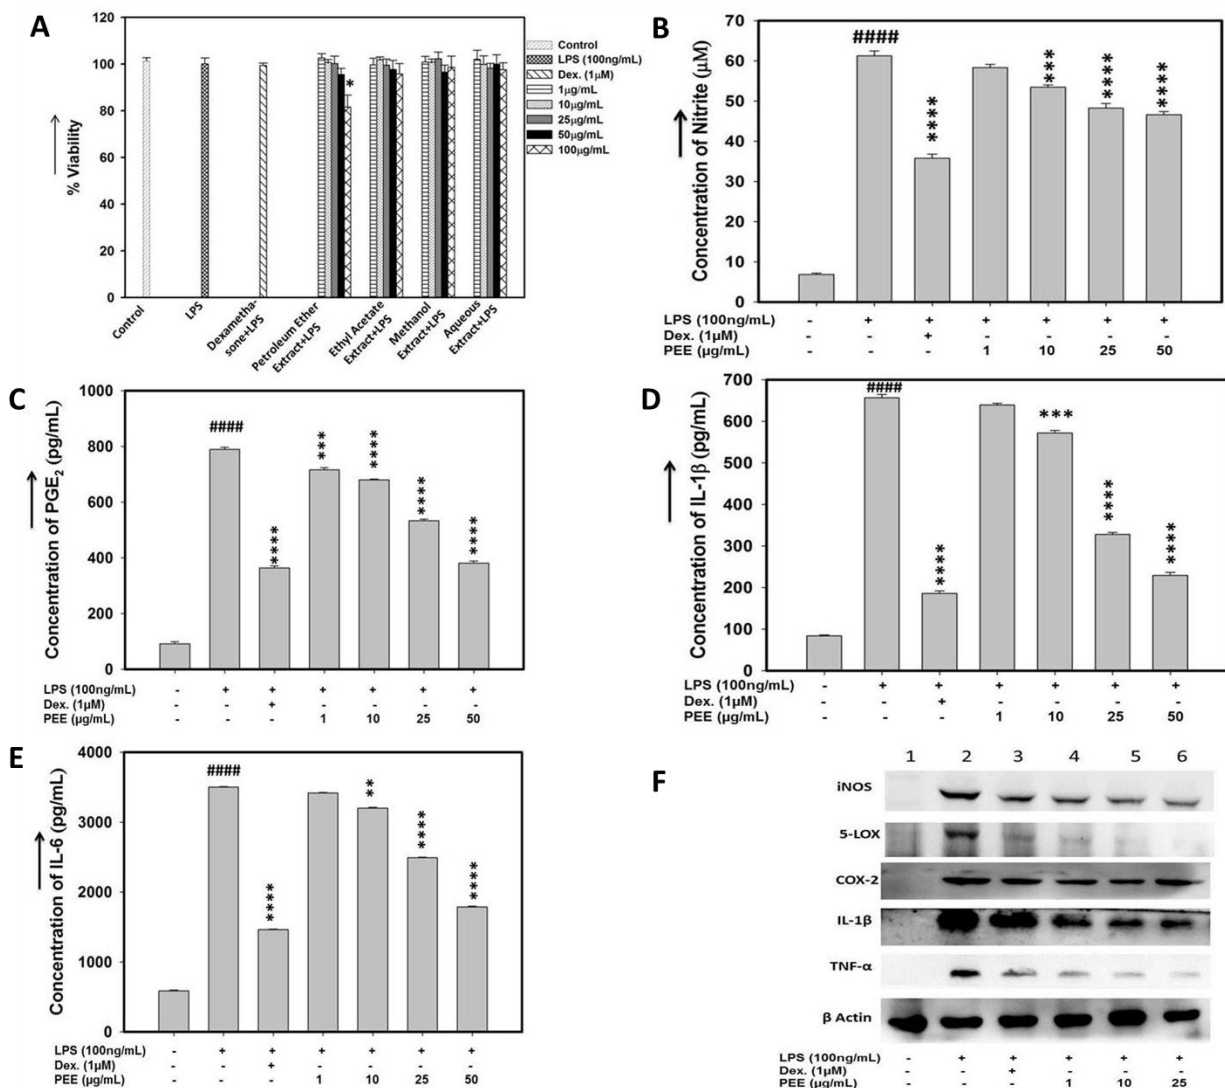 A
% Viability
120
100
80
60
40
20
0
*
Control
LPS (100ng/mL)
Dex. (1μM)
1μg/mL
10μg/mL
25μg/mL
50μg/mL
100μg/mL
Control
LPS
Dexametha-
sone+LPS
Petroleum Ether
Extract+LPS
Ethyl Acetate
Extract+LPS
Methanol
Extract+LPS
Aqueous
Extract+LPS
B
Concentration of Nitrite (μM)
70
60
50
40
30
20
10
0
#### **** *** **** ****
LPS (100ng/mL) - + + + + + +
Dex. (1μM) - - + - - - -
PEE (μg/mL) - - - 1 10 25 50
C
Concentration of PGE2 (pg/mL)
1000
800
600
400
200
0
#### **** *** **** **** ****
LPS (100ng/mL) - + + + + + +
Dex. (1μM) - - + - - - -
PEE (μg/mL) - - - 1 10 25 50
D
Concentration of IL-1β (pg/mL)
700
600
500
400
300
200
100
0
#### **** *** **** ****
LPS (100ng/mL) - + + + + + +
Dex. (1μM) - - + - - - -
PEE (μg/mL) - - - 1 10 25 50
E
Concentration of IL-6 (pg/mL)
4000
3000
2000
1000
0
#### **** ** **** ****
LPS (100ng/mL) - + + + + + +
Dex. (1μM) - - + - - - -
PEE (μg/mL) - - - 1 10 25 50
F
1 2 3 4 5 6
iNOS
5-LOX
COX-2
IL-1β
TNF-α
β Actin
LPS (100ng/mL) - + + + + +
Dex. (1μM) - - + - - -
PEE (μg/mL) - - - 1 10 25